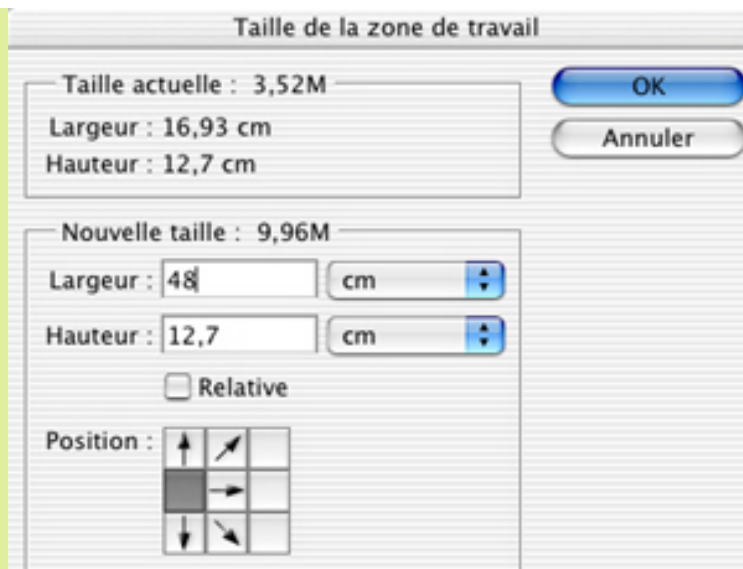 Taille de la zone de travail
Taille actuelle : 3,52M
Largeur : 16,93 cm
Hauteur : 12,7 cm
OK
Annuler
Nouvelle taille : 9,96M
Largeur : 48 cm
Hauteur : 12,7 cm
Relative
Position :